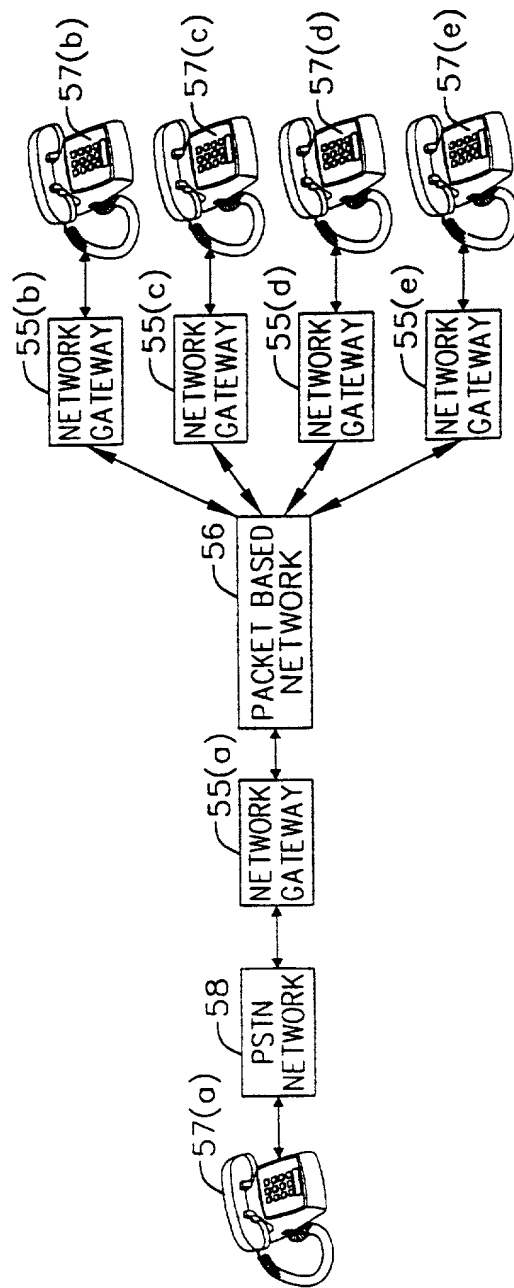 57(a)
58
PSTN
NETWORK
55(a)
NETWORK
GATEWAY
56
PACKET BASED
NETWORK
55(b)
NETWORK
GATEWAY
57(b)
55(c)
NETWORK
GATEWAY
57(c)
55(d)
NETWORK
GATEWAY
57(d)
55(e)
NETWORK
GATEWAY
57(e)